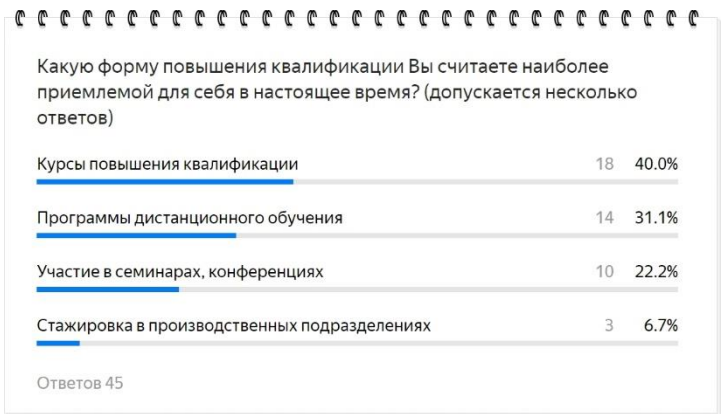 Какую форму повышения квалификации Вы считаете наиболее
приемлемой для себя в настоящее время? (допускается несколько
ответов)
Курсы повышения квалификации 18 40.0%
Программы дистанционного обучения 14 31.1%
Участие в семинарах, конференциях 10 22.2%
Стажировка в производственных подразделениях 3 6.7%
Ответов 45